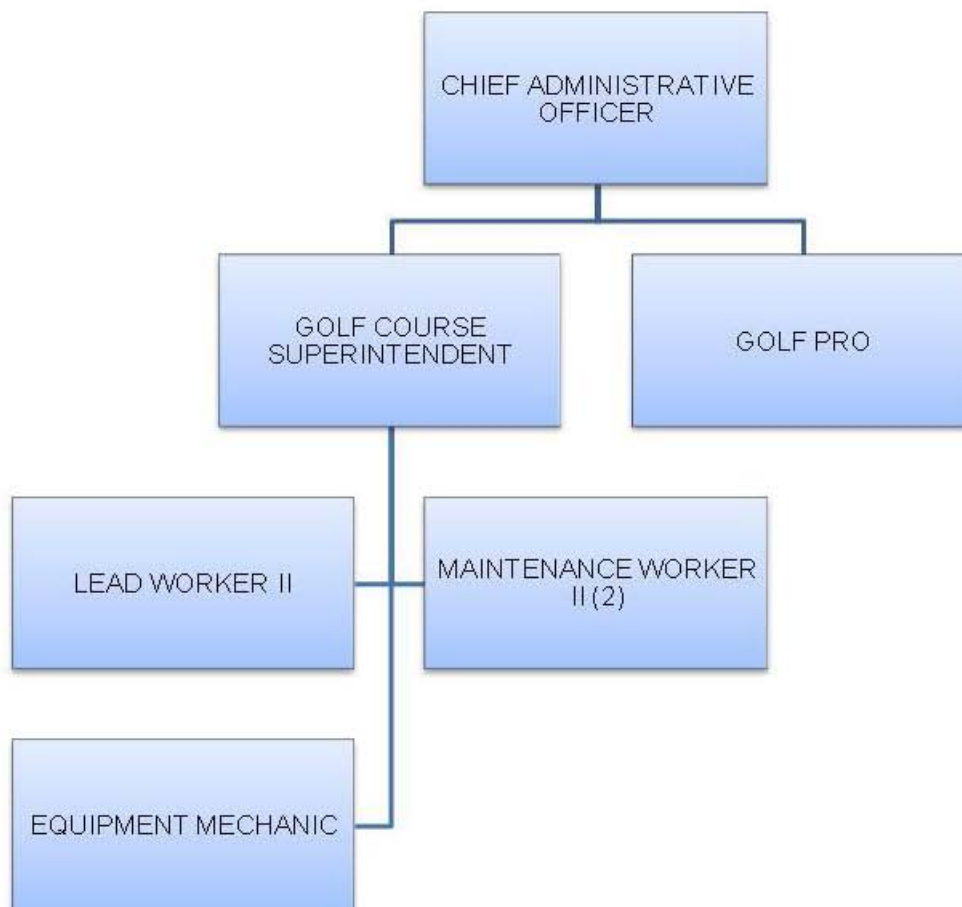 CHIEF ADMINISTRATIVE
OFFICER
GOLF COURSE
SUPERINTENDENT
GOLF PRO
LEAD WORKER II
MAINTENANCE WORKER
II (2)
EQUIPMENT MECHANIC